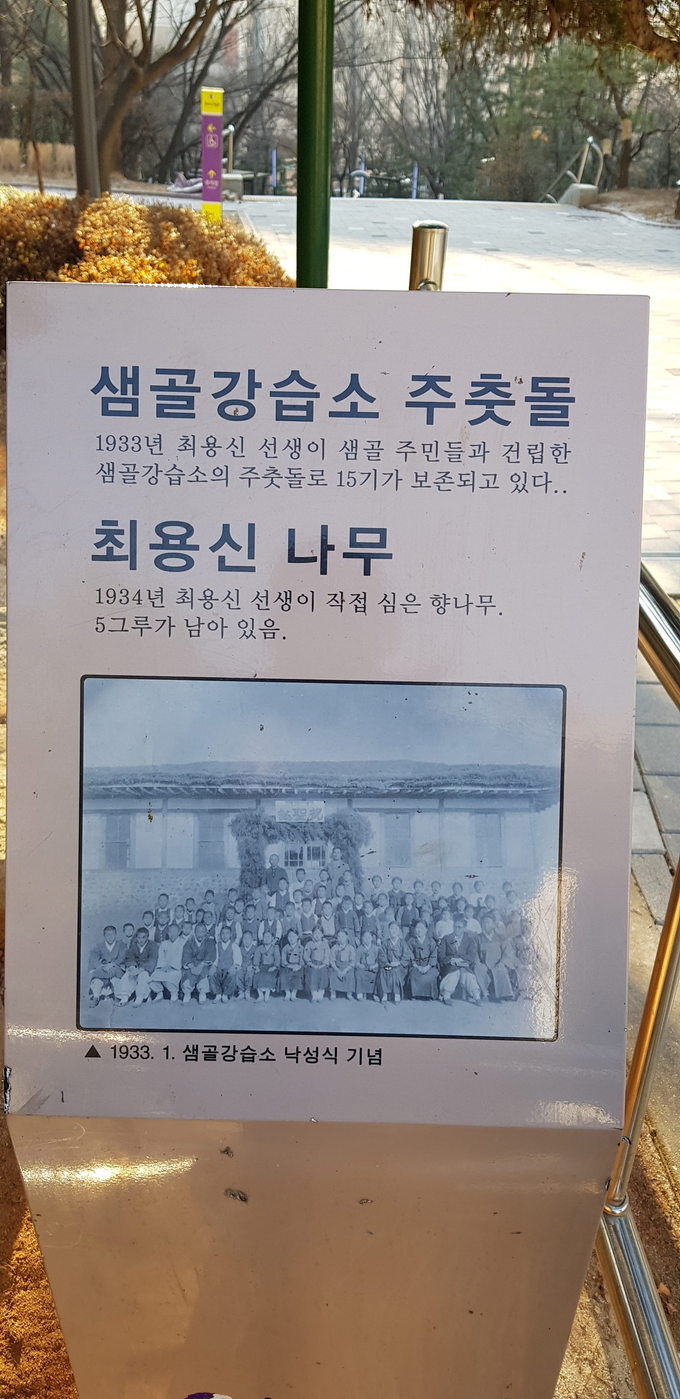 샘골강습소 주춧돌
1933년 최용신 선생이 샘골 주민들과 건립한
샘골강습소의 주춧돌로 15기가 보존되고 있다..
최용신 나무
1934년 최용신 선생이 작접 심은 향나무.
5그루가 남아 있음.
▲ 1933. 1. 샘골강습소 낙성식 기념